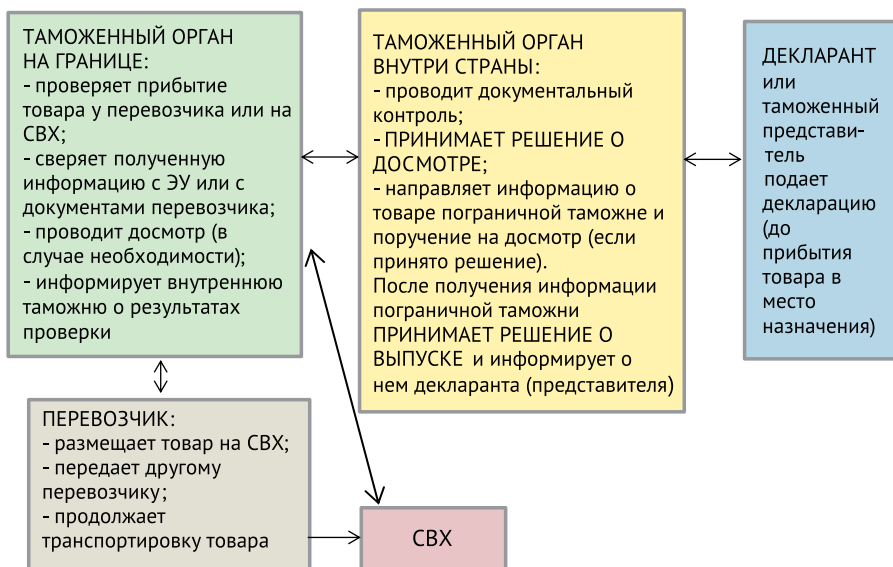 ТАМОЖЕННЫЙ ОРГАН
НА ГРАНИЦЕ:
- проверяет прибытие
товара у перевозчика или на
СВХ;
- сверяет полученную
информацию с ЭУ или с
документами перевозчика;
- проводит досмотр (в
случае необходимости);
- информирует внутреннюю
таможню о результатах
проверки
ТАМОЖЕННЫЙ ОРГАН
ВНУТРИ СТРАНЫ:
- проводит документальный
контроль;
- ПРИНИМАЕТ РЕШЕНИЕ О
ДОСМОТРЕ;
- направляет информацию о
товаре пограничной таможне и
поручение на досмотр (если
принято решение).
После получения информации
пограничной таможни
ПРИНИМАЕТ РЕШЕНИЕ О
ВЫПУСКЕ и информирует о
нем декларанта (представителя)
ДЕКЛАРАНТ
или
таможенный
представи-
тель
подает
декларацию
(до
прибытия
товара в
место
назначения)
ПЕРЕВОЗЧИК:
- размещает товар на СВХ;
- передает другому
перевозчику;
- продолжает
транспортировку товара
СВХ